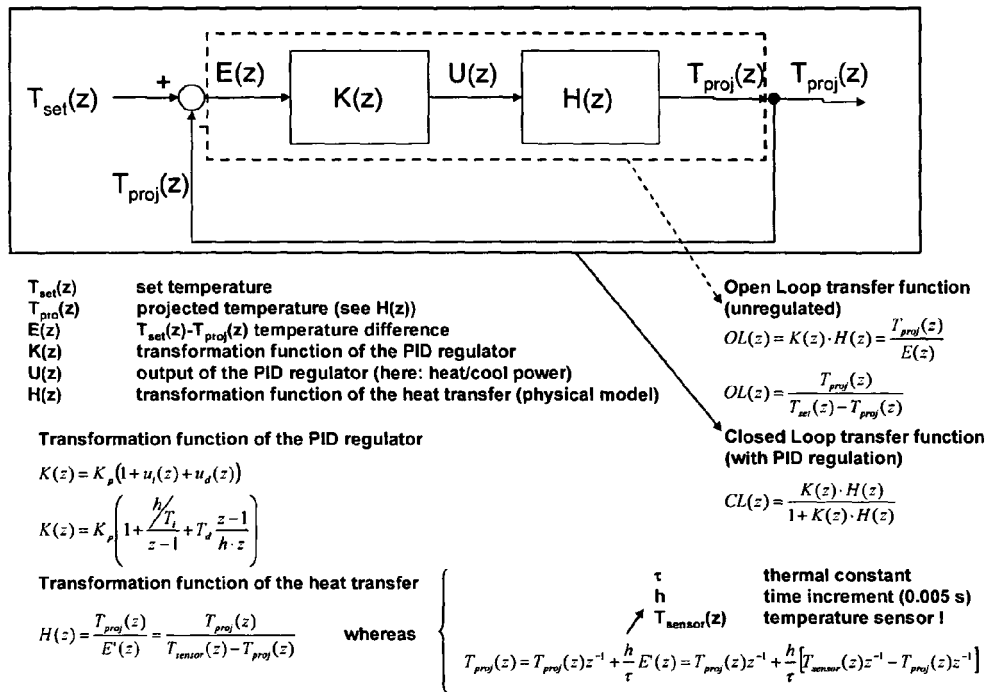 T_set(z)
+
-
E(z)
K(z)
U(z)
H(z)
T_proj(z)
T_proj(z)
T_proj(z)
T_set(z) set temperature
T_pro(z) projected temperature (see H(z))
E(z) T_set(z)-T_proj(z) temperature difference
K(z) transformation function of the PID regulator
U(z) output of the PID regulator (here: heat/cool power)
H(z) transformation function of the heat transfer (physical model)
Open Loop transfer function
(unregulated)
OL(z) = K(z) · H(z) = T_proj(z) / E(z)
OL(z) = T_proj(z) / (T_set(z) − T_proj(z))
Closed Loop transfer function
(with PID regulation)
CL(z) = K(z) · H(z) / (1 + K(z) · H(z))
Transformation function of the PID regulator
K(z) = K_p (1 + u_i(z) + u_d(z))
K(z) = K_p (1 + (h/T_i) / (z − 1) + T_d (z − 1) / (h · z))
Transformation function of the heat transfer
H(z) = T_proj(z) / E'(z) = T_proj(z) / (T_sensor(z) − T_proj(z))
whereas
τ thermal constant
h time increment (0.005 s)
T_sensor(z) temperature sensor !
T_proj(z) = T_proj(z)z⁻¹ + h/τ E'(z) = T_proj(z)z⁻¹ + h/τ [T_sensor(z)z⁻¹ − T_proj(z)z⁻¹]